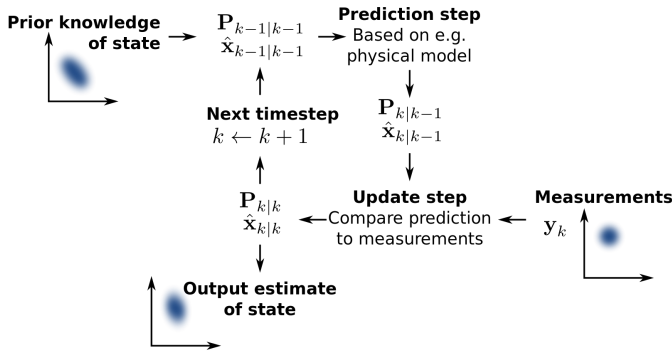 Prior knowledge
of state
P_{k−1|k−1}
x̂_{k−1|k−1}
Prediction step
Based on e.g.
physical model
P_{k|k−1}
x̂_{k|k−1}
Next timestep
k ← k + 1
P_{k|k}
x̂_{k|k}
Update step
Compare prediction
to measurements
Measurements
y_k
Output estimate
of state